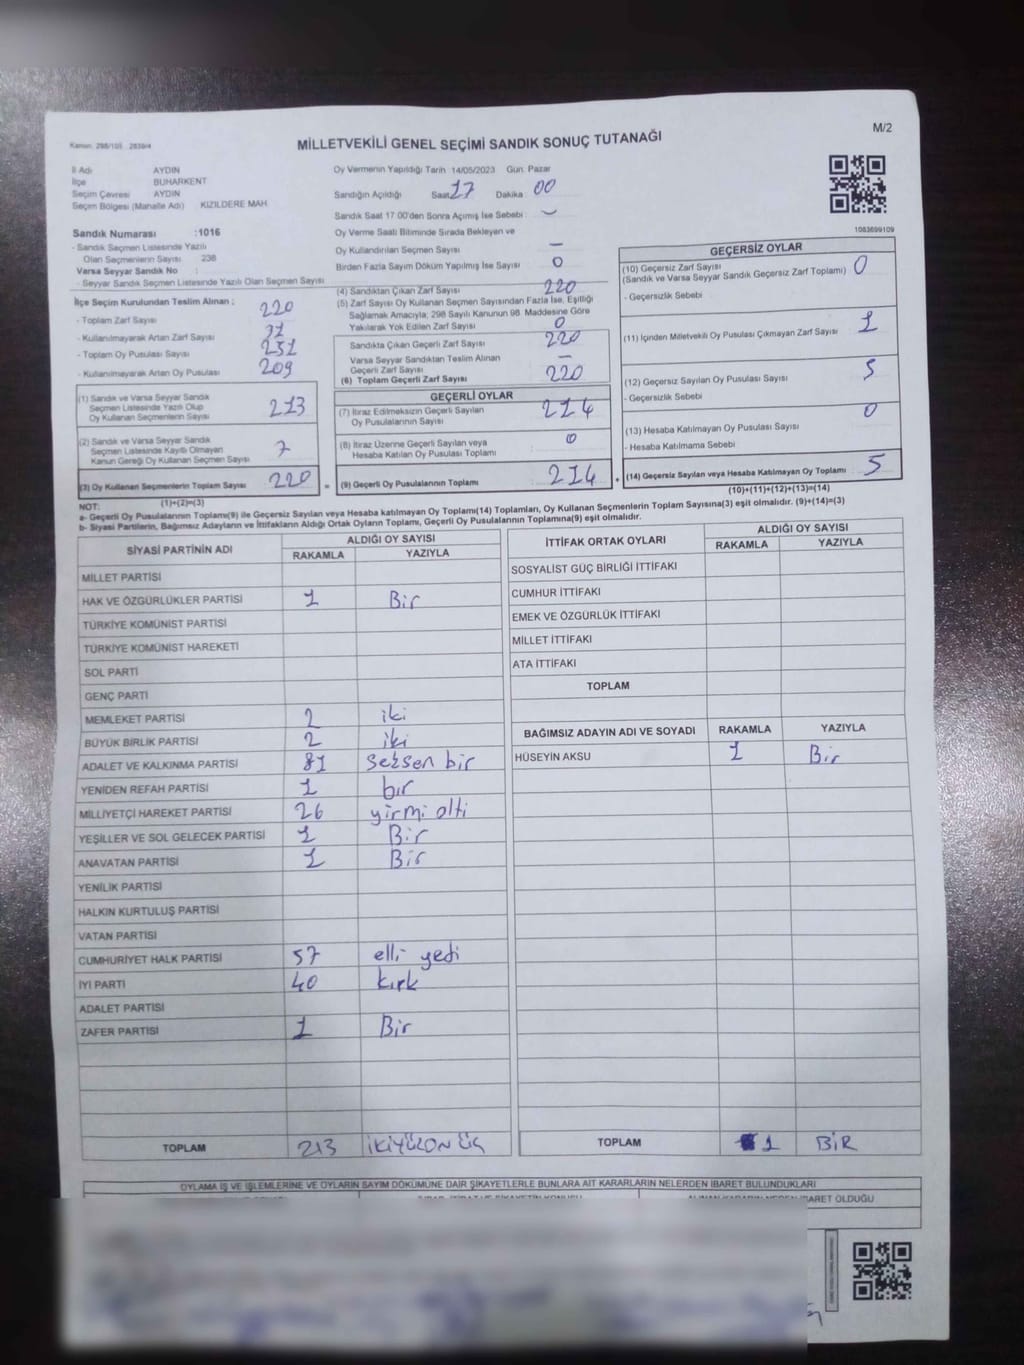 Kanun: 298/105 2839/4
M/2
MİLLETVEKİLİ GENEL SEÇİMİ SANDIK SONUÇ TUTANAĞI
İl Adı AYDIN
İlçe BUHARKENT
Seçim Çevresi AYDIN
Seçim Bölgesi (Mahalle Adı) KIZILDERE MAH
Sandık Numarası :1016
- Sandık Seçmen Listesinde Yazılı
Olan Seçmenlerin Sayısı 238
Varsa Seyyar Sandık No :
- Seyyar Sandık Seçmen Listesinde Yazılı Olan Seçmen Sayısı
Oy Vermenin Yapıldığı Tarih 14/05/2023 Gün: Pazar
Sandığın Açıldığı Saat 17 Dakika 00
Sandık Saat 17:00'den Sonra Açımış İse Sebebi : -
Oy Verme Saati Bitiminde Sırada Bekleyen ve
Oy Kullandırılan Seçmen Sayısı -
Birden Fazla Sayım Döküm Yapılmış İse Sayısı 0
1083699109
İlçe Seçim Kurulundan Teslim Alınan ;
- Toplam Zarf Sayısı 220
- Kullanılmayarak Artan Zarf Sayısı
- Toplam Oy Pusulası Sayısı
- Kullanılmayarak Artan Oy Pusulası 209
(1) Sandık ve Varsa Seyyar Sandık
Seçmen Listesinde Yazılı Olup
Oy Kullanan Seçmenlerin Sayısı 213
(2) Sandık ve Varsa Seyyar Sandık
Seçmen Listesinde Kayıtlı Olmayan
Kanun Gereği Oy Kullanan Seçmen Sayısı 7
(3) Oy Kullanan Seçmenlerin Toplam Sayısı 220 =
(1)+(2)=(3)
(4) Sandıktan Çıkan Zarf Sayısı 220
(5) Zarf Sayısı Oy Kullanan Seçmen Sayısından Fazla İse, Eşitliği
Sağlamak Amacıyla; 298 Sayılı Kanunun 98. Maddesine Göre
Yakılarak Yok Edilen Zarf Sayısı 0
Sandıkta Çıkan Geçerli Zarf Sayısı 220
Varsa Seyyar Sandıktan Teslim Alınan
Geçerli Zarf Sayısı -
(6) Toplam Geçerli Zarf Sayısı 220
GEÇERLİ OYLAR
(7) İtiraz Edilmeksizin Geçerli Sayılan
Oy Pusulalarının Sayısı 214
(8) İtiraz Üzerine Geçerli Sayılan veya
Hesaba Katılan Oy Pusulası Toplamı : 0
(9) Geçerli Oy Pusulalarının Toplamı : 214 +
GEÇERSİZ OYLAR
(10) Geçersiz Zarf Sayısı
(Sandık ve Varsa Seyyar Sandık Geçersiz Zarf Toplamı) 0
- Geçersizlik Sebebi
(11) İçinden Milletvekili Oy Pusulası Çıkmayan Zarf Sayısı 1
(12) Geçersiz Sayılan Oy Pusulası Sayısı 5
- Geçersizlik Sebebi
(13) Hesaba Katılmayan Oy Pusulası Sayısı 0
- Hesaba Katılmama Sebebi
(14) Geçersiz Sayılan veya Hesaba Katılmayan Oy Toplamı : 5
(10)+(11)+(12)+(13)=(14)
NOT:
a- Geçerli Oy Pusulasının Toplamı(9) ile Geçersiz Sayılan veya Hesaba Katılmayan Oy Toplamı(14) Toplamları, Oy Kullanan Seçmenlerin Toplam Sayısına(3) eşit olmalıdır. (9)+(14)=(3)
b- Siyasi Partilerin, Bağımsız Adayların ve İttifakların Aldığı Ortak Oyların Toplamı, Geçerli Oy Pusulalarının Toplamına(9) eşit olmalıdır.
SİYASİ PARTİNİN ADI ALDIĞI OY SAYISI
RAKAMLA YAZIYLA
MİLLET PARTİSİ
HAK VE ÖZGÜRLÜKLER PARTİSİ 1 Bir
TÜRKİYE KOMÜNİST PARTİSİ
TÜRKİYE KOMÜNİST HAREKETİ
SOL PARTİ
GENÇ PARTİ
MEMLEKET PARTİSİ 2 iki
BÜYÜK BİRLİK PARTİSİ 2 iki
ADALET VE KALKINMA PARTİSİ 81 Seksen bir
YENİDEN REFAH PARTİSİ 1 bir
MİLLİYETÇİ HAREKET PARTİSİ 26 yirmi altı
YEŞİLLER VE SOL GELECEK PARTİSİ 1 Bir
ANAVATAN PARTİSİ 1 Bir
YENİLİK PARTİSİ
HALKIN KURTULUŞ PARTİSİ
VATAN PARTİSİ
CUMHURİYET HALK PARTİSİ 57 elli yedi
İYİ PARTİ 40 kırk
ADALET PARTİSİ
ZAFER PARTİSİ 1 Bir
TOPLAM 213 İKİYÜZON ÜÇ
İTTİFAK ORTAK OYLARI ALDIĞI OY SAYISI
RAKAMLA YAZIYLA
SOSYALİST GÜÇ BİRLİĞİ İTTİFAKI
CUMHUR İTTİFAKI
EMEK VE ÖZGÜRLÜK İTTİFAKI
MİLLET İTTİFAKI
ATA İTTİFAKI
TOPLAM
BAĞIMSIZ ADAYIN ADI VE SOYADI RAKAMLA YAZIYLA
HÜSEYİN AKSU 1 Bir
TOPLAM 1 BİR
OYLAMA İŞ VE İŞLEMLERİNE VE OYLARIN SAYIM DÖKÜMÜNE DAİR ŞİKAYETLERLE BUNLARA AİT KARARLARIN NELERDEN İBARET BULUNDUKLARI